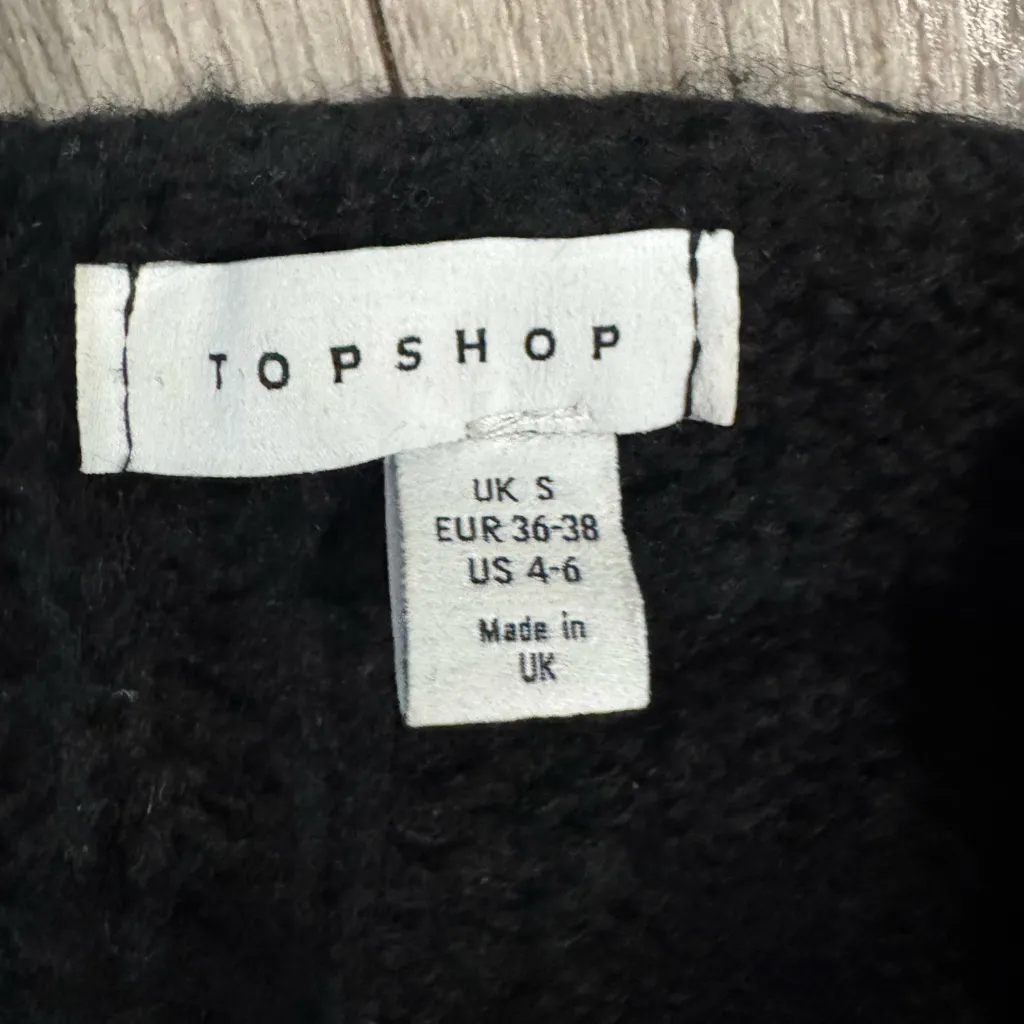 TOPSHOP
UK S
EUR 36-38
US 4-6
Made in
UK